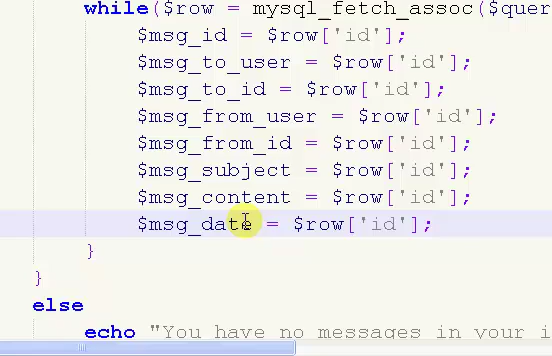 while($row = mysql_fetch_assoc($quer
$msg_id = $row['id'];
$msg_to_user = $row['id'];
$msg_to_id = $row['id'];
$msg_from_user = $row['id'];
$msg_from_id = $row['id'];
$msg_subject = $row['id'];
$msg_content = $row['id'];
$msg_date = $row['id'];
}
}
else
echo "You have no messages in your i